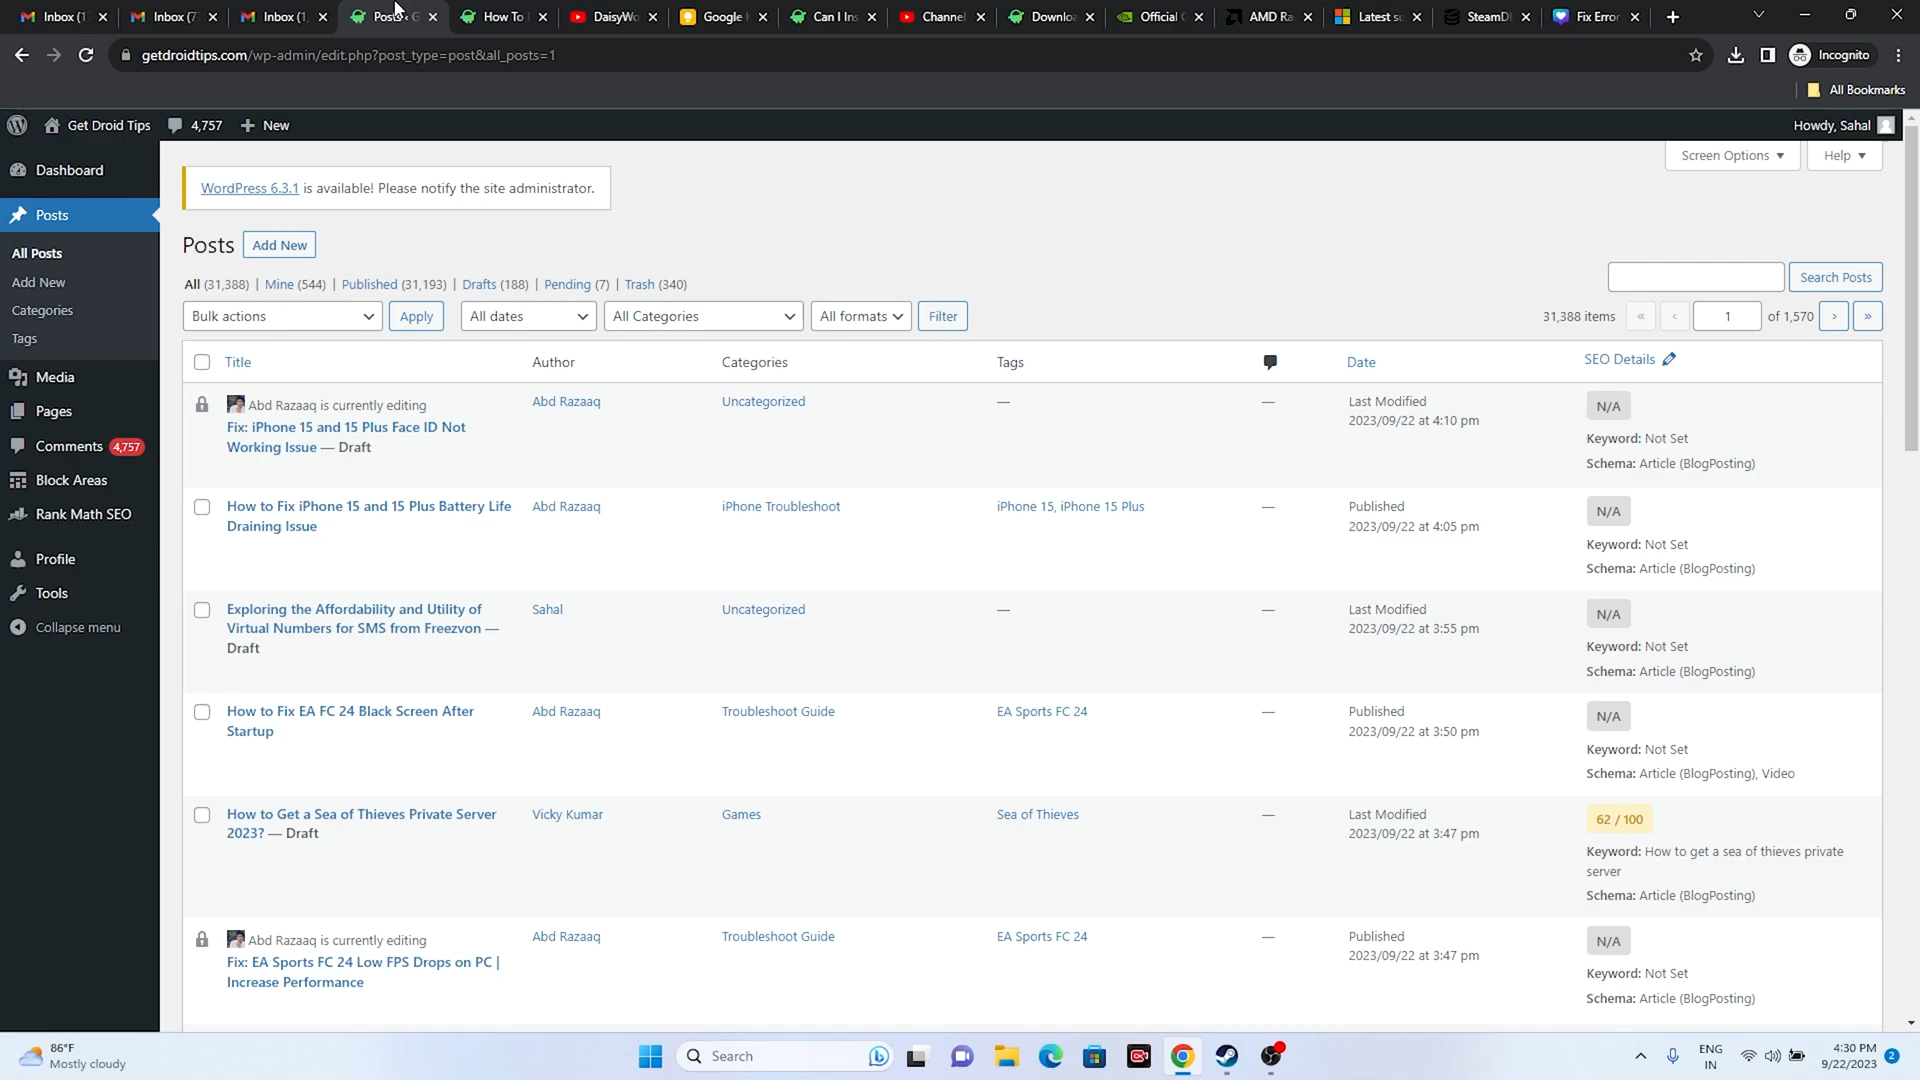 Inbox (1
Inbox (7
Inbox (1
Posts
How To
DaisyWo
Google
Can I Ins
Channel
Downlo
Official
AMD Ra
Latest su
SteamD
Fix Error
getdroidtips.com/wp-admin/edit.php?post_type=post&all_posts=1
Incognito
All Bookmarks
Get Droid Tips
4,757
New
Howdy, Sahal
Screen Options
Help
Dashboard
Posts
All Posts
Add New
Categories
Tags
Media
Pages
Comments 4,757
Block Areas
Rank Math SEO
Profile
Tools
Collapse menu
WordPress 6.3.1 is available! Please notify the site administrator.
Posts Add New
All (31,388) | Mine (544) | Published (31,193) | Drafts (188) | Pending (7) | Trash (340)
Search Posts
Bulk actions Apply All dates All Categories All formats Filter
31,388 items « ‹ 1 of 1,570 › »
Title Author Categories Tags Date SEO Details
Abd Razaaq is currently editing
Fix: iPhone 15 and 15 Plus Face ID Not
Working Issue — Draft
Abd Razaaq
Uncategorized
—
—
Last Modified
2023/09/22 at 4:10 pm
N/A
Keyword: Not Set
Schema: Article (BlogPosting)
How to Fix iPhone 15 and 15 Plus Battery Life
Draining Issue
Abd Razaaq
iPhone Troubleshoot
iPhone 15, iPhone 15 Plus
—
Published
2023/09/22 at 4:05 pm
N/A
Keyword: Not Set
Schema: Article (BlogPosting)
Exploring the Affordability and Utility of
Virtual Numbers for SMS from Freezvon —
Draft
Sahal
Uncategorized
—
—
Last Modified
2023/09/22 at 3:55 pm
N/A
Keyword: Not Set
Schema: Article (BlogPosting)
How to Fix EA FC 24 Black Screen After
Startup
Abd Razaaq
Troubleshoot Guide
EA Sports FC 24
—
Published
2023/09/22 at 3:50 pm
N/A
Keyword: Not Set
Schema: Article (BlogPosting), Video
How to Get a Sea of Thieves Private Server
2023? — Draft
Vicky Kumar
Games
Sea of Thieves
—
Last Modified
2023/09/22 at 3:47 pm
62 / 100
Keyword: How to get a sea of thieves private
server
Schema: Article (BlogPosting)
Abd Razaaq is currently editing
Fix: EA Sports FC 24 Low FPS Drops on PC |
Increase Performance
Abd Razaaq
Troubleshoot Guide
EA Sports FC 24
—
Published
2023/09/22 at 3:47 pm
N/A
Keyword: Not Set
Schema: Article (BlogPosting)
86°F
Mostly cloudy
Search
ENG
IN
4:30 PM
9/22/2023
2